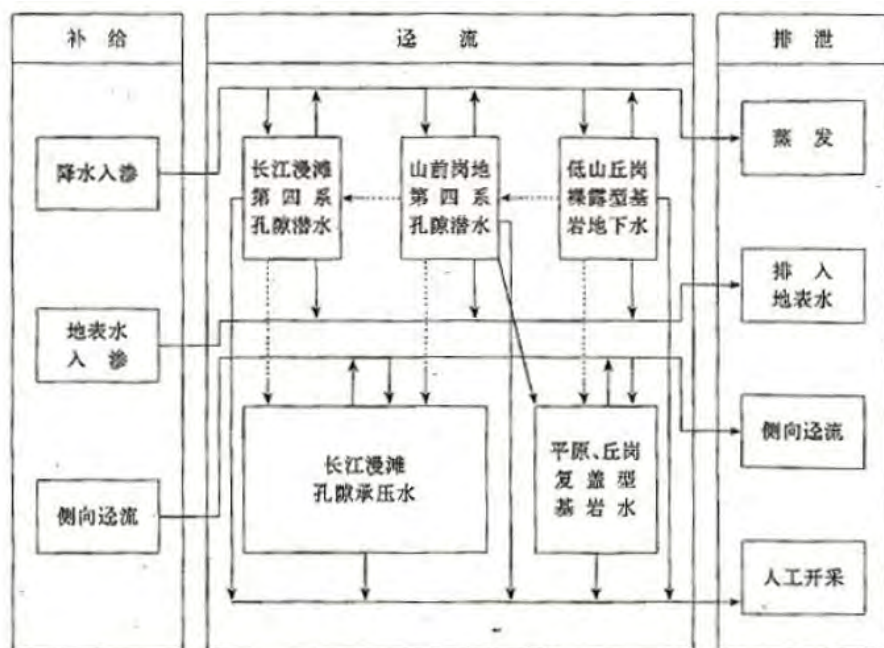 补给
径流
排泄
降水入渗
地表水
入渗
侧向迳流
长江漫滩
第四系
孔隙潜水
山前岗地
第四系
孔隙潜水
低山丘岗
裸露型基
岩地下水
长江漫滩
孔隙承压水
平原、丘岗
复盖型
基岩水
蒸发
排入
地表水
侧向迳流
人工开采